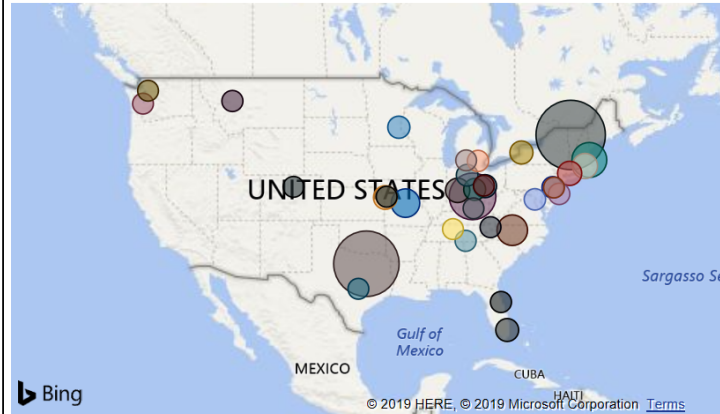 UNITED STATES
Sargasso Se
Gulf of
Mexico
MEXICO
CUBA
HAITI
Bing
© 2019 HERE, © 2019 Microsoft Corporation Terms